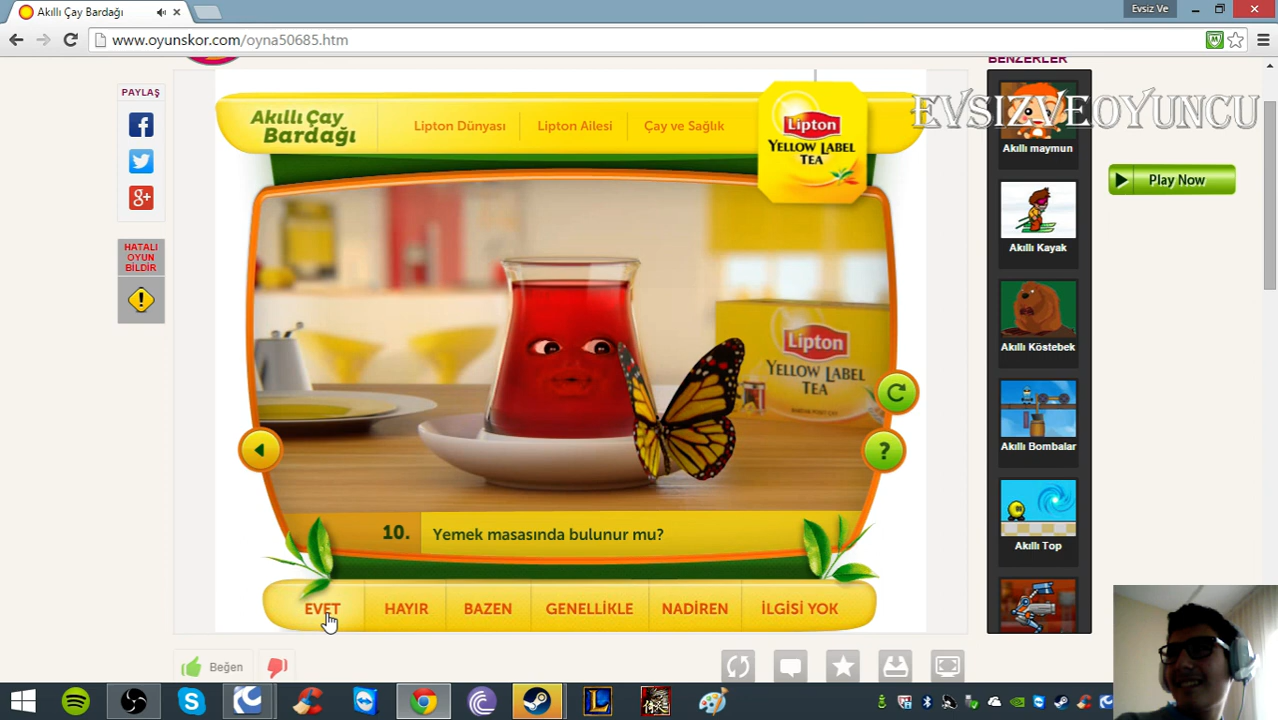 Akıllı Çay Bardağı
Evsiz Ve
www.oyunskor.com/oyna50685.htm
PAYLAŞ
HATALI
OYUN
BİLDİR
Akıllı Çay
Bardağı
Lipton Dünyası
Lipton Ailesi
Çay ve Sağlık
Lipton
YELLOW LABEL
TEA
Lipton
YELLOW LABEL
TEA
?
10.
Yemek masasında bulunur mu?
EVET
HAYIR
BAZEN
GENELLİKLE
NADİREN
İLGİSİ YOK
Beğen
BENZERLER
EVSIZVEOYUNCU
Akıllı maymun
Akıllı Kayak
Akıllı Köstebek
Akıllı Bombalar
Akıllı Top
Play Now